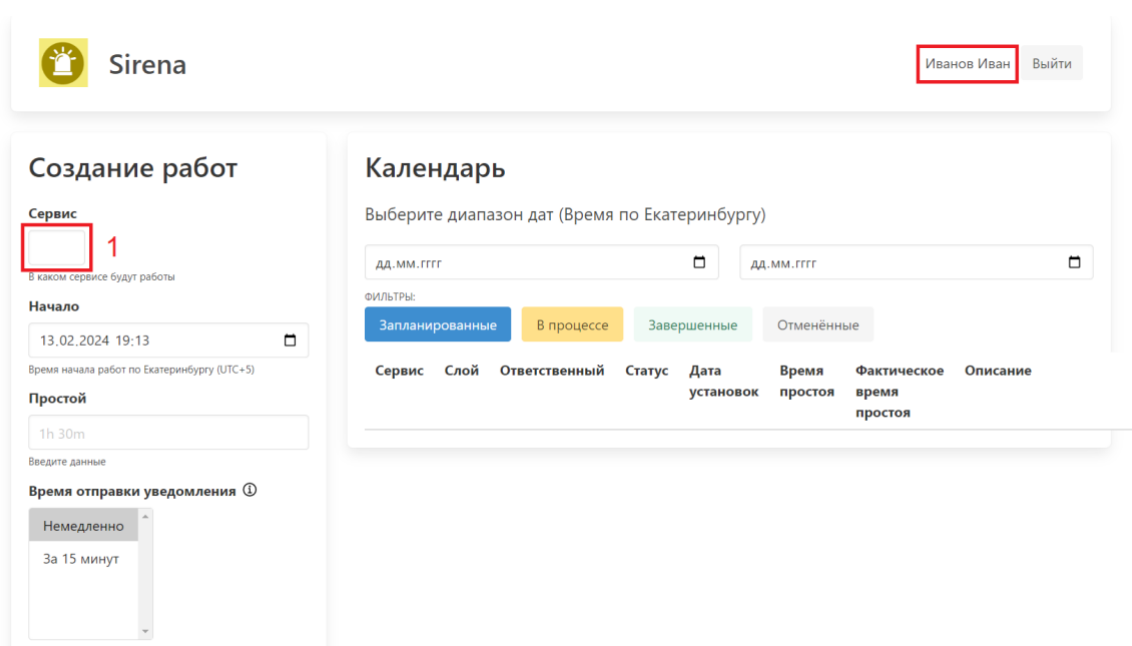 Sirena
Иванов Иван
Выйти
Создание работ
Сервис
1
В каком сервисе будут работы
Начало
13.02.2024 19:13
Время начала работ по Екатеринбургу (UTC+5)
Простой
1h 30m
Введите данные
Время отправки уведомления
Немедленно
За 15 минут
Календарь
Выберите диапазон дат (Время по Екатеринбургу)
дд.мм.гггг
дд.мм.гггг
ФИЛЬТРЫ:
Запланированные
В процессе
Завершенные
Отменённые
Сервис Слой Ответственный Статус Дата установок Время простоя Фактическое время простоя Описание